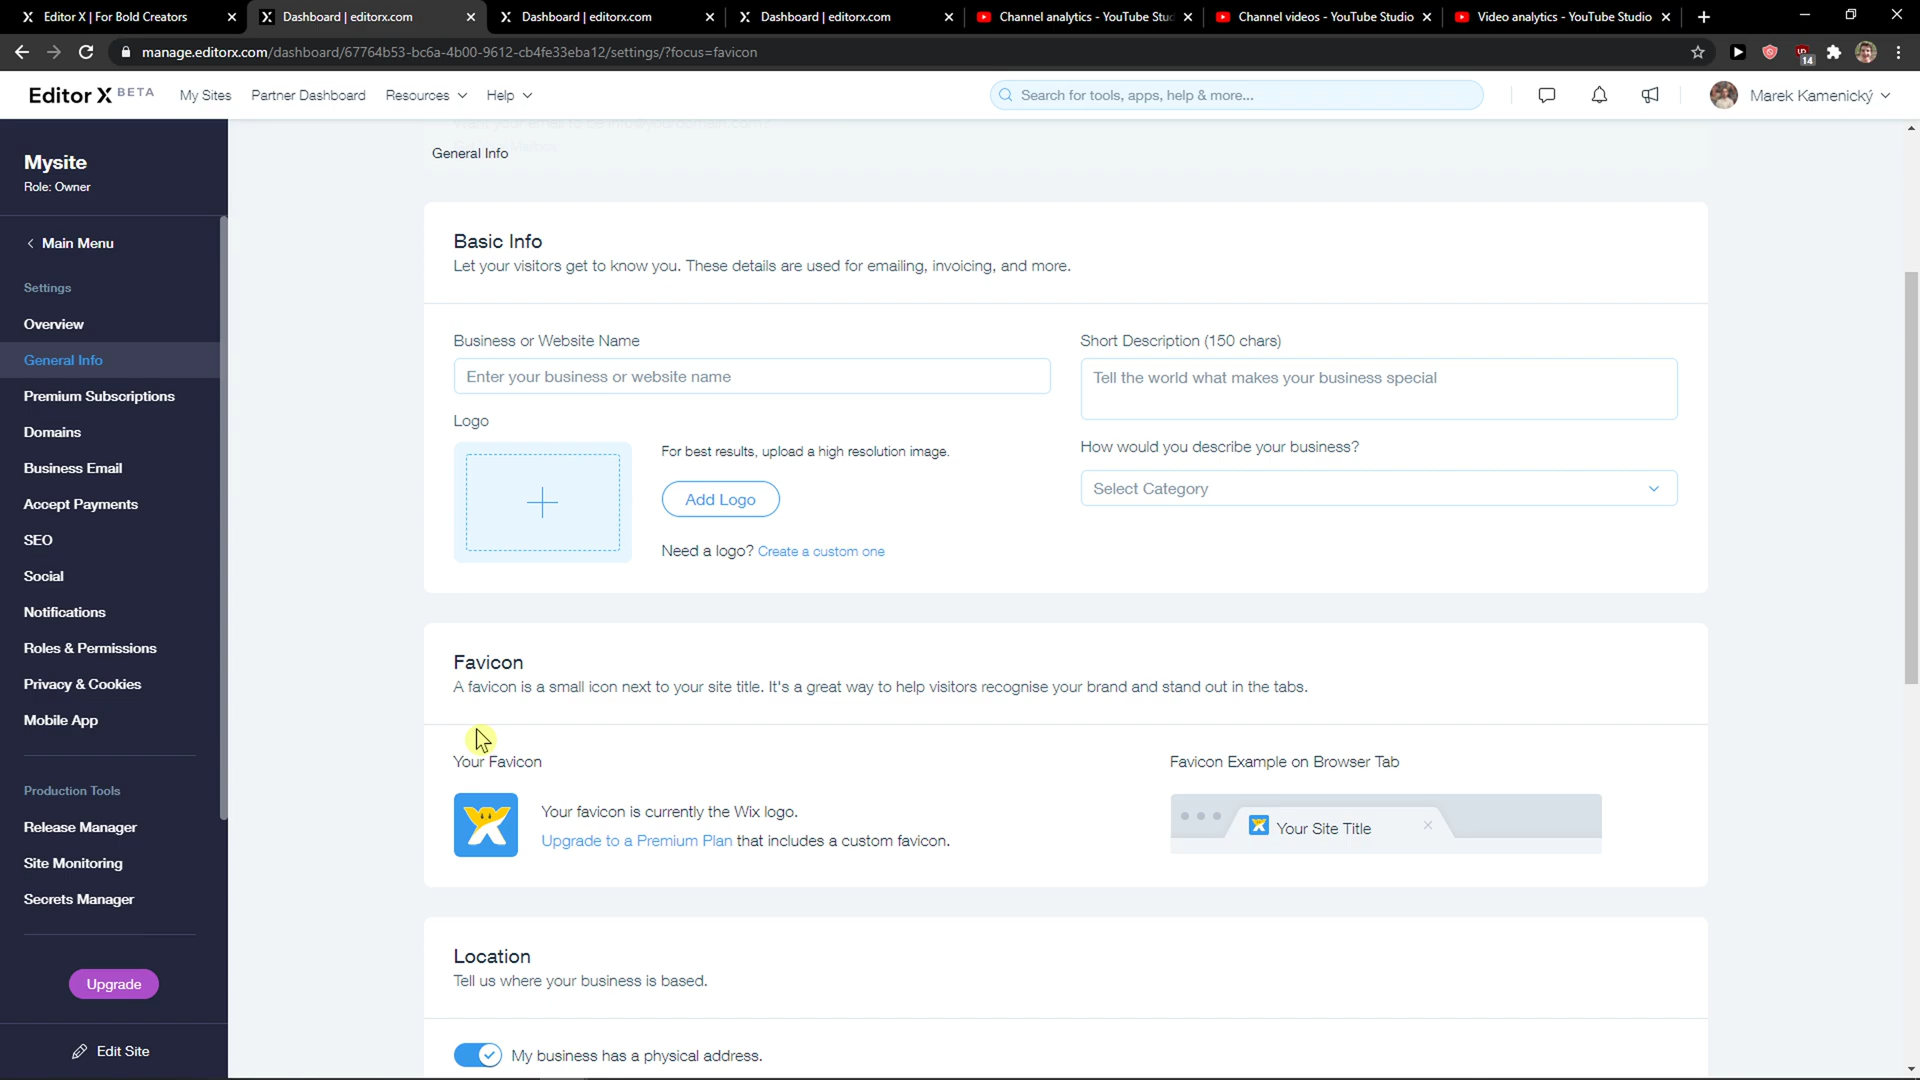 Editor X | For Bold Creators
Dashboard | editorx.com
Dashboard | editorx.com
Dashboard | editorx.com
Channel analytics - YouTube Stu
Channel videos - YouTube Studio
Video analytics - YouTube Studio
manage.editorx.com/dashboard/67764b53-bc6a-4b00-9612-cb4fe33eba12/settings/?focus=favicon
14
Editor X BETA
My Sites
Partner Dashboard
Resources
Help
Search for tools, apps, help & more...
Marek Kamenický
Mysite
Role: Owner
Main Menu
Settings
Overview
General Info
Premium Subscriptions
Domains
Business Email
Accept Payments
SEO
Social
Notifications
Roles & Permissions
Privacy & Cookies
Mobile App
Production Tools
Release Manager
Site Monitoring
Secrets Manager
Upgrade
Edit Site
General Info
Basic Info
Let your visitors get to know you. These details are used for emailing, invoicing, and more.
Business or Website Name
Enter your business or website name
Short Description (150 chars)
Tell the world what makes your business special
Logo
For best results, upload a high resolution image.
Add Logo
Need a logo? Create a custom one
How would you describe your business?
Select Category
Favicon
A favicon is a small icon next to your site title. It's a great way to help visitors recognise your brand and stand out in the tabs.
Your Favicon
Your favicon is currently the Wix logo.
Upgrade to a Premium Plan that includes a custom favicon.
Favicon Example on Browser Tab
Your Site Title
Location
Tell us where your business is based.
My business has a physical address.